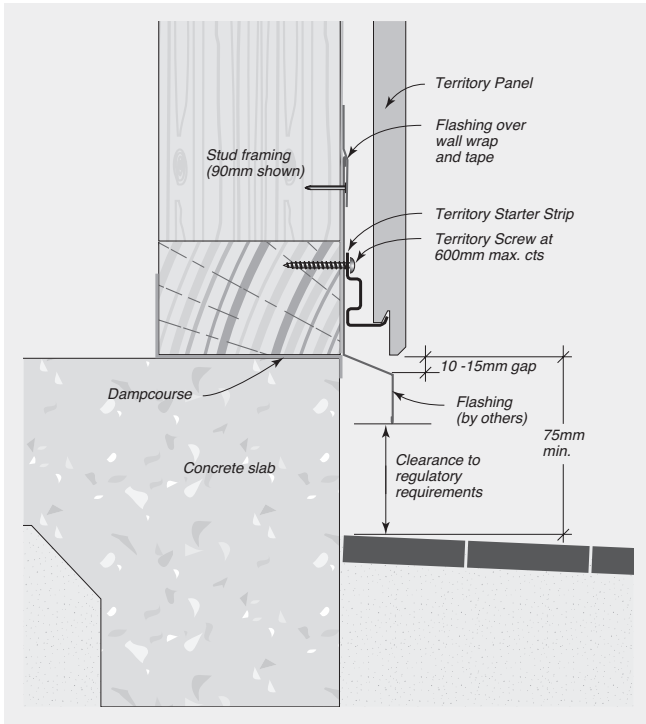 Territory Panel
Flashing over
wall wrap
and tape
Stud framing
(90mm shown)
Territory Starter Strip
Territory Screw at
600mm max. cts
10 -15mm gap
Dampcourse
Flashing
(by others)
75mm
min.
Clearance to
regulatory
requirements
Concrete slab